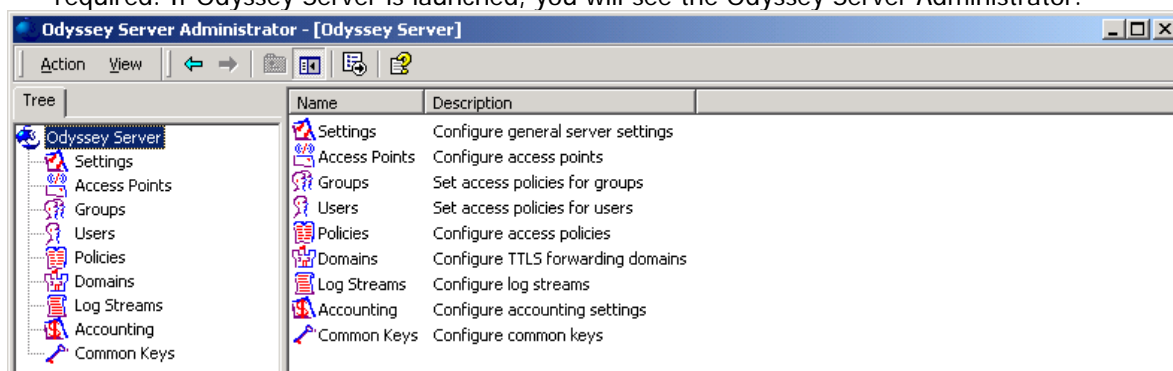 required. If Odyssey Server is launched, you will see the Odyssey Server Administrator.
Odyssey Server Administrator - [Odyssey Server]
Action View
Tree
Odyssey Server
Settings
Access Points
Groups
Users
Policies
Domains
Log Streams
Accounting
Common Keys
Name Description
Settings Configure general server settings
Access Points Configure access points
Groups Set access policies for groups
Users Set access policies for users
Policies Configure access policies
Domains Configure TTLS forwarding domains
Log Streams Configure log streams
Accounting Configure accounting settings
Common Keys Configure common keys